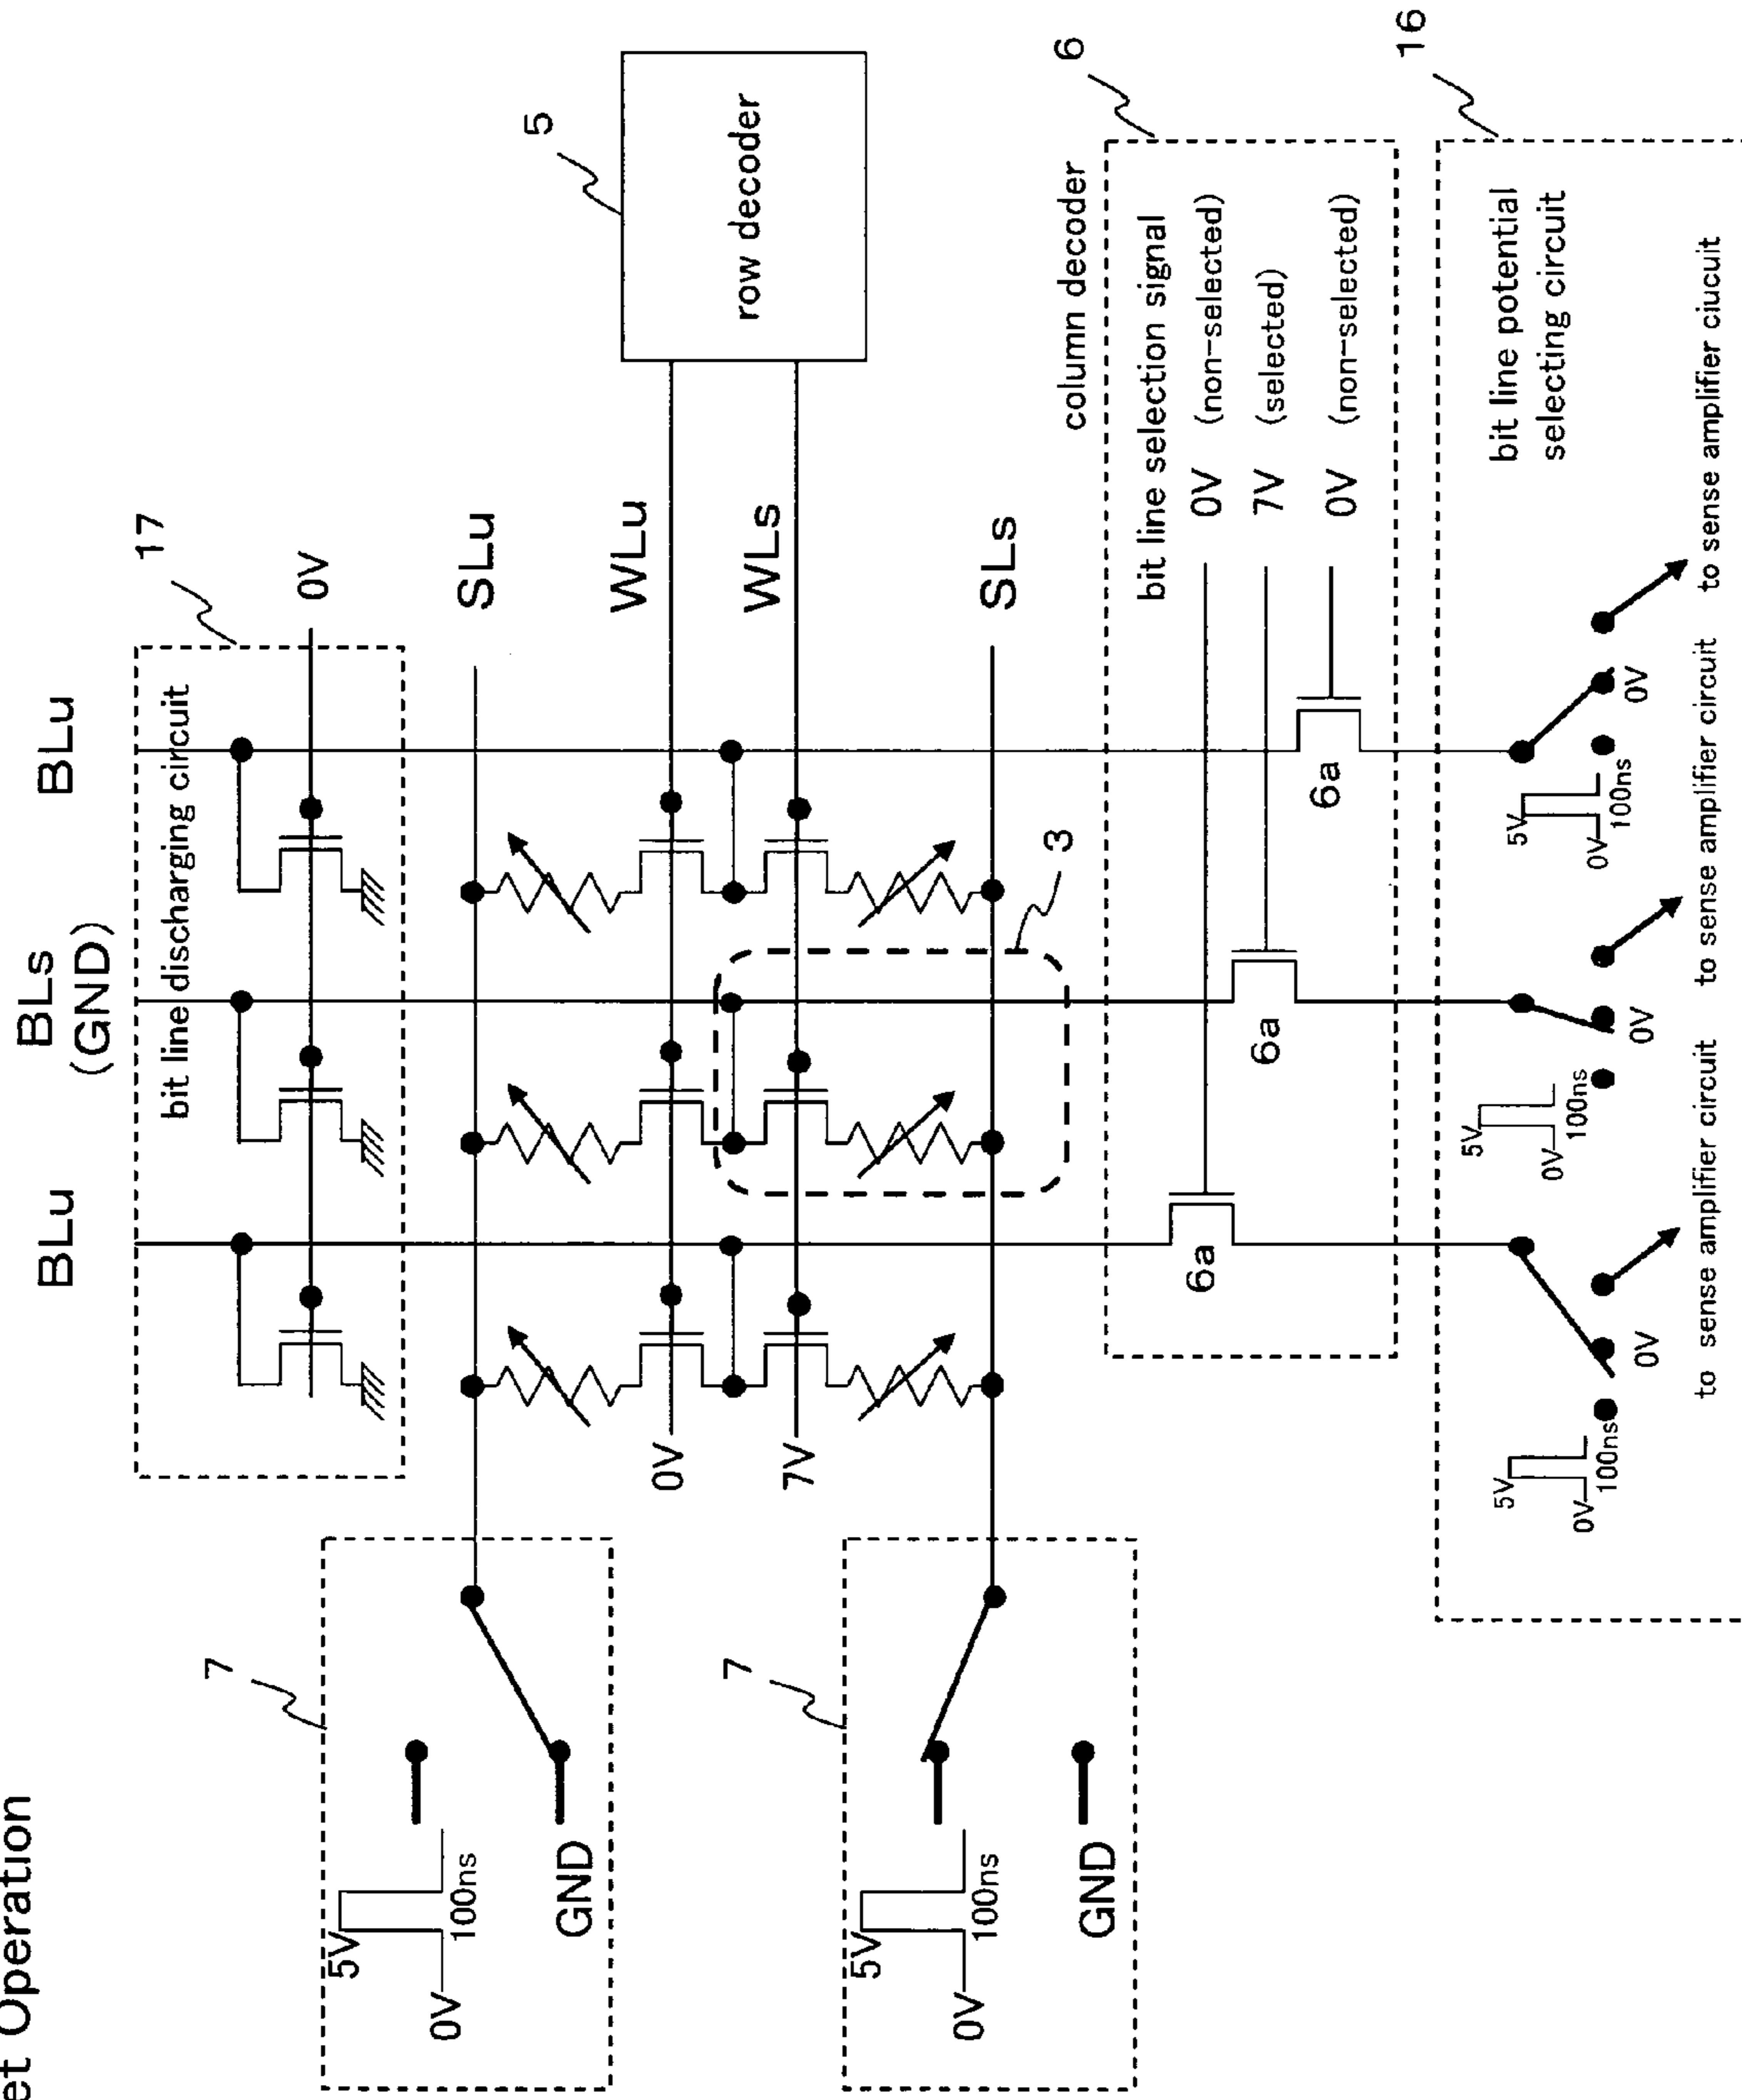 et Operation
BLu
BLs
(GND)
BLu
17
bit line discharging circuit
0V
7
5V
0V
100ns
GND
SLu
0V
WLu
5
row decoder
7V
WLs
7
5V
0V
100ns
GND
SLs
3
column decoder
6
bit line selection signal
0V (non-selected)
7V (selected)
0V (non-selected)
6a
6a
6a
16
bit line potential
selecting circuit
5V
0V
100ns
0V
5V
0V
100ns
0V
5V
0V
100ns
0V
to sense amplifier circuit
to sense amplifier circuit
to sense amplifier ciucuit